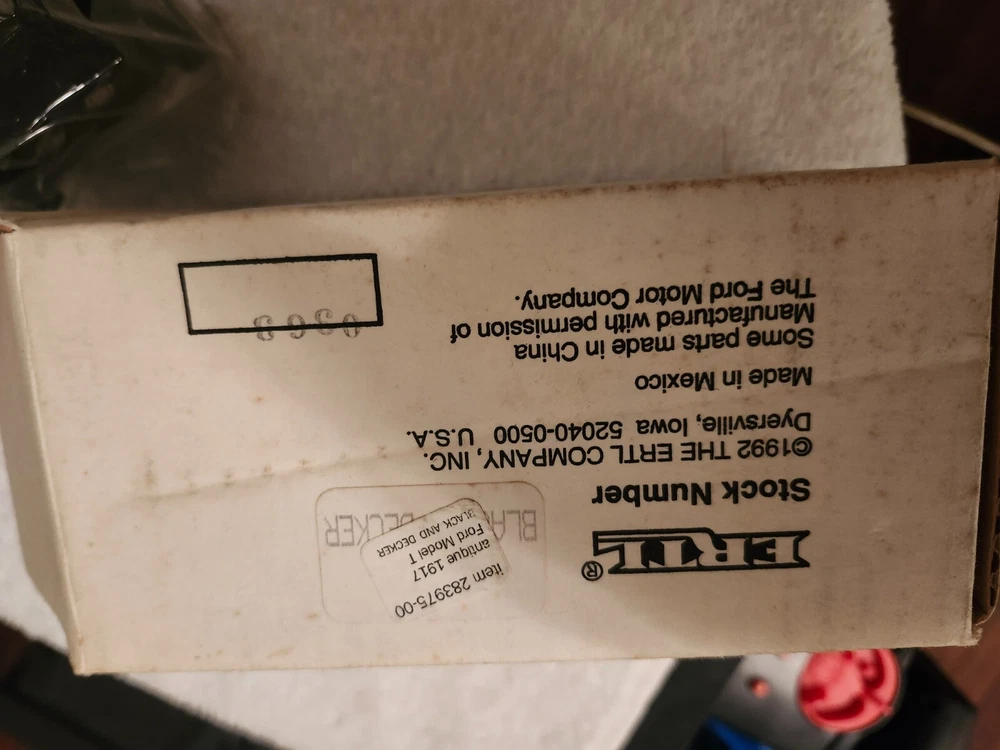 ERTL®
item 283975-00
antique 1917
Ford Model T
BLACK AND DECKER
BLA DECKER
Stock Number
©1992 THE ERTL COMPANY, INC.
Dyersville, Iowa 52040-0500 U.S.A.
Made in Mexico
Some parts made in China
Manufactured with permission of
The Ford Motor Company.